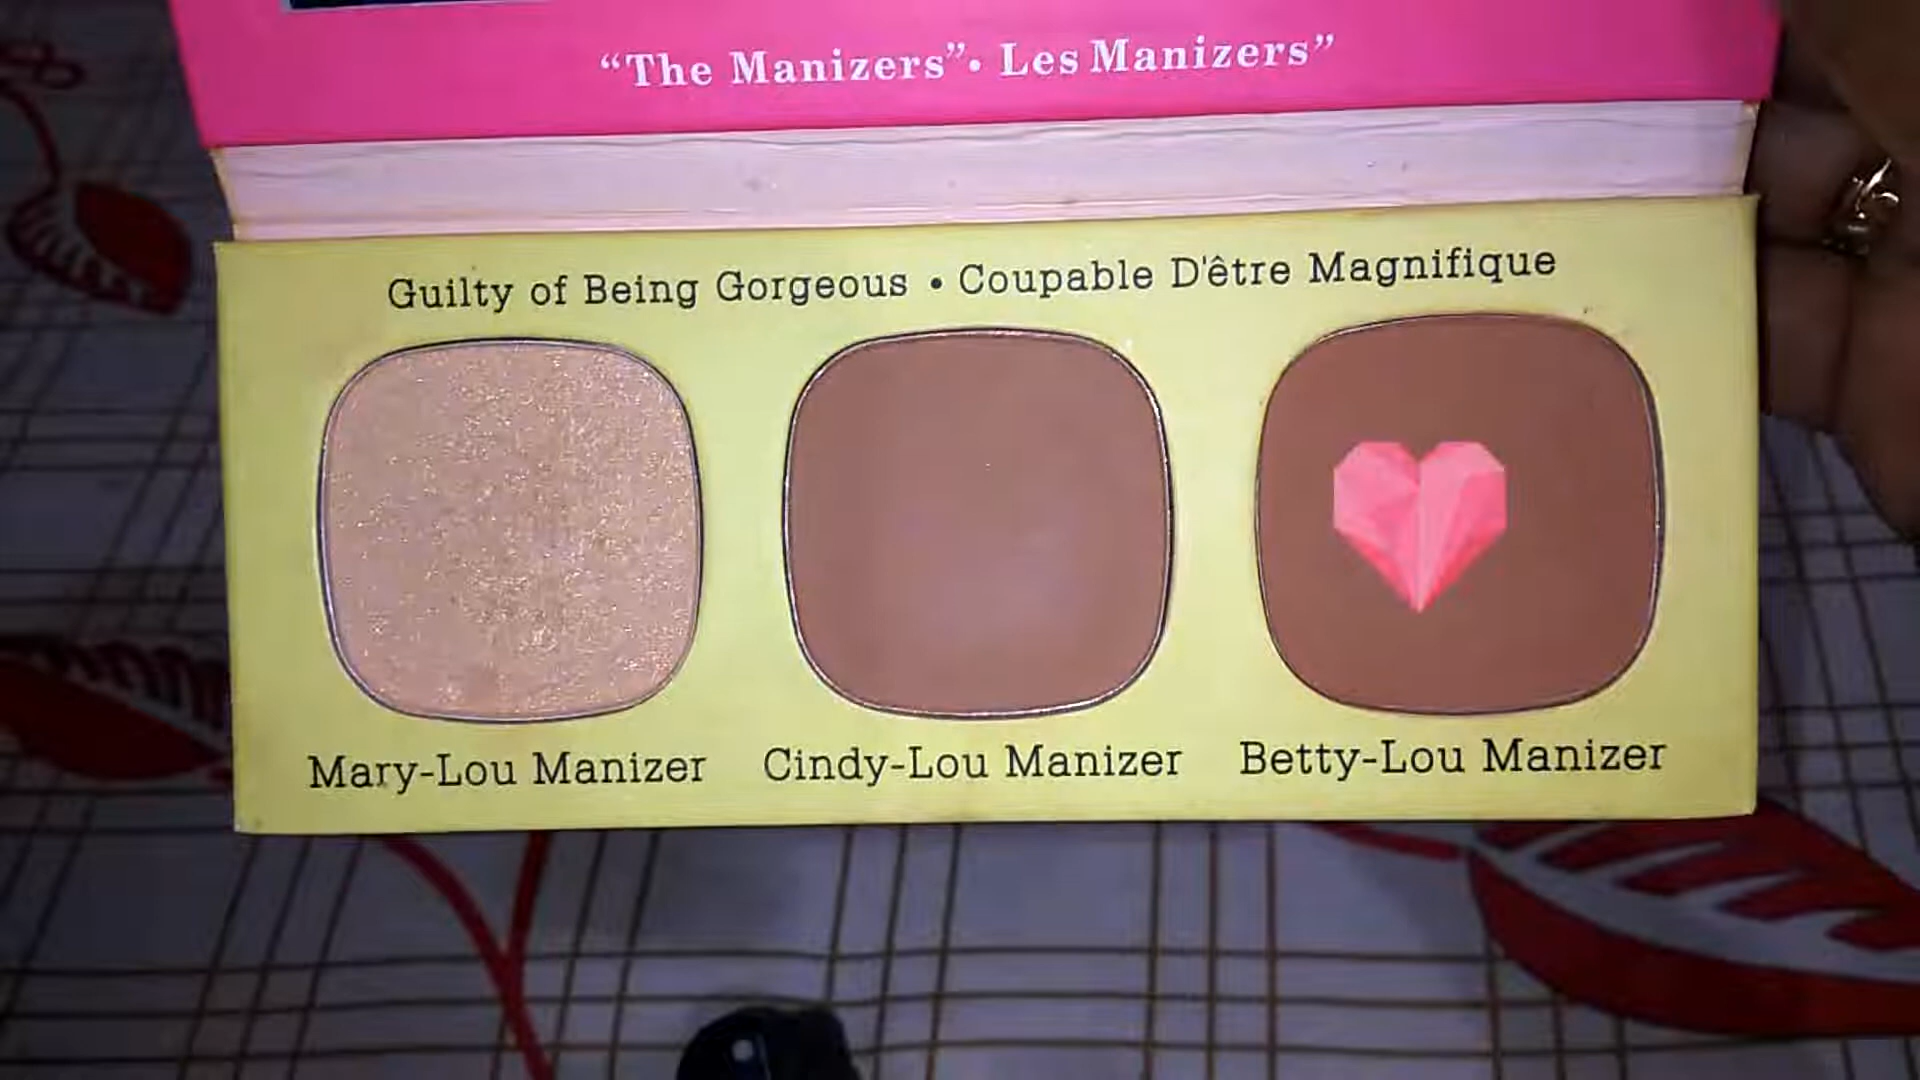 “The Manizers”• Les Manizers”
Guilty of Being Gorgeous • Coupable D'être Magnifique
Mary-Lou Manizer
Cindy-Lou Manizer
Betty-Lou Manizer